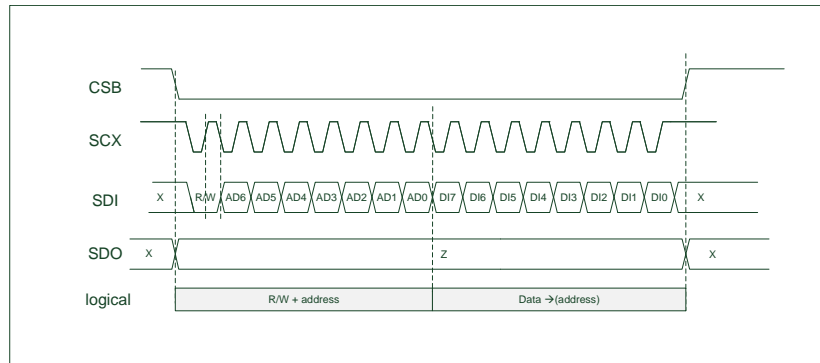 CSB
SCX
SDI X R/W AD6 AD5 AD4 AD3 AD2 AD1 AD0 DI7 DI6 DI5 DI4 DI3 DI2 DI1 DI0 X
SDO X Z X
logical R/W + address Data →(address)